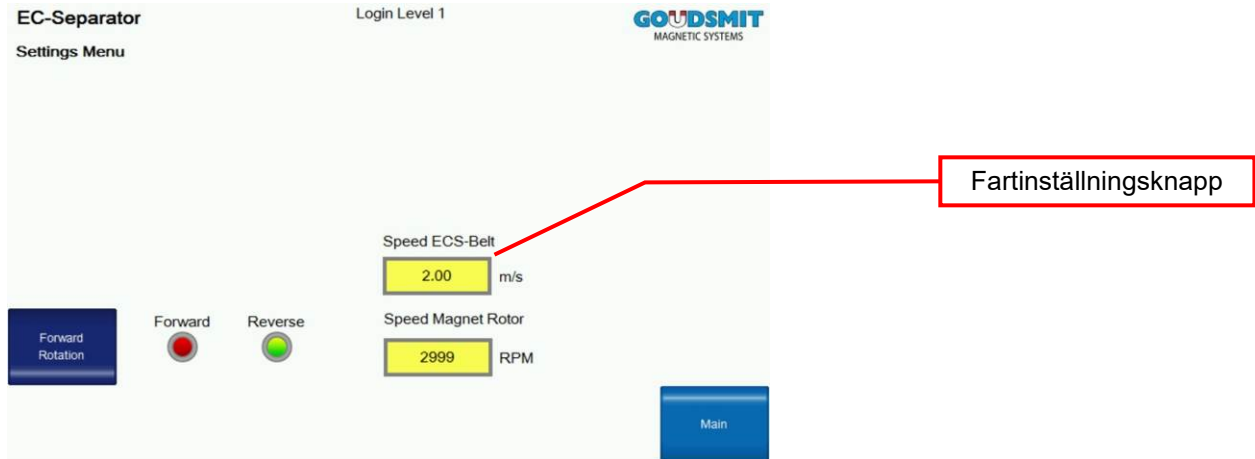 EC-Separator
Login Level 1
GOUDSMIT
MAGNETIC SYSTEMS
Settings Menu
Fartinställningsknapp
Speed ECS-Belt
2.00 m/s
Forward Rotation
Forward
Reverse
Speed Magnet Rotor
2999 RPM
Main